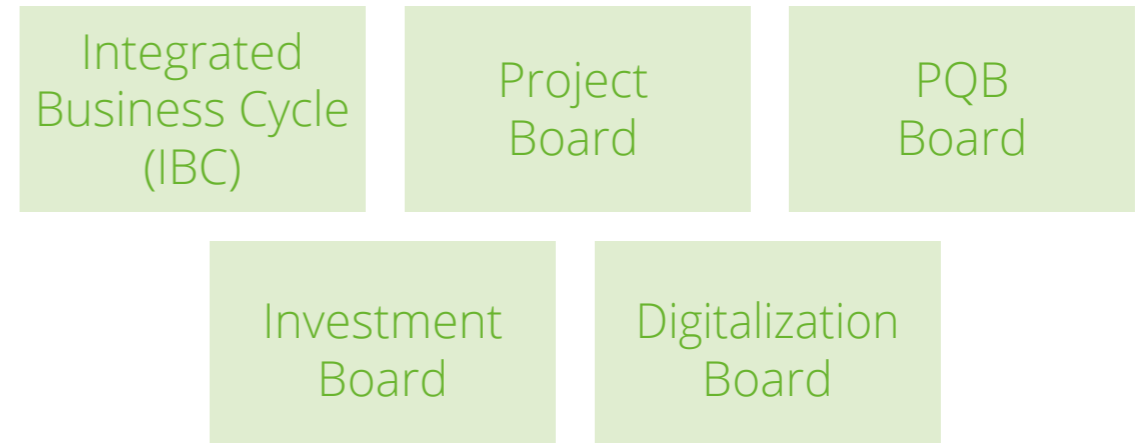 Integrated
Business Cycle
(IBC)
Project
Board
PQB
Board
Investment
Board
Digitalization
Board